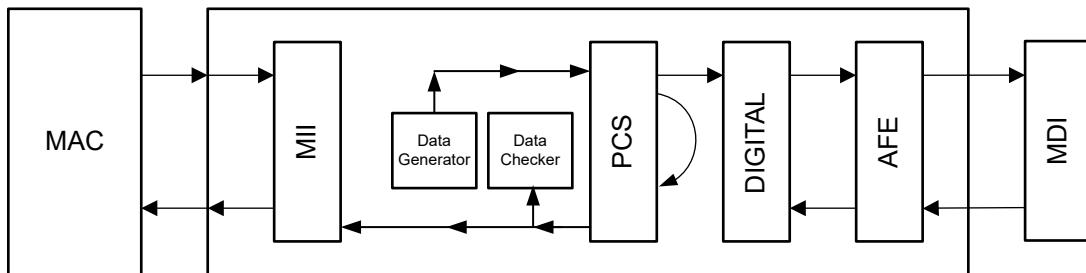 MAC
MII
Data
Generator
Data
Checker
PCS
DIGITAL
AFE
MDI